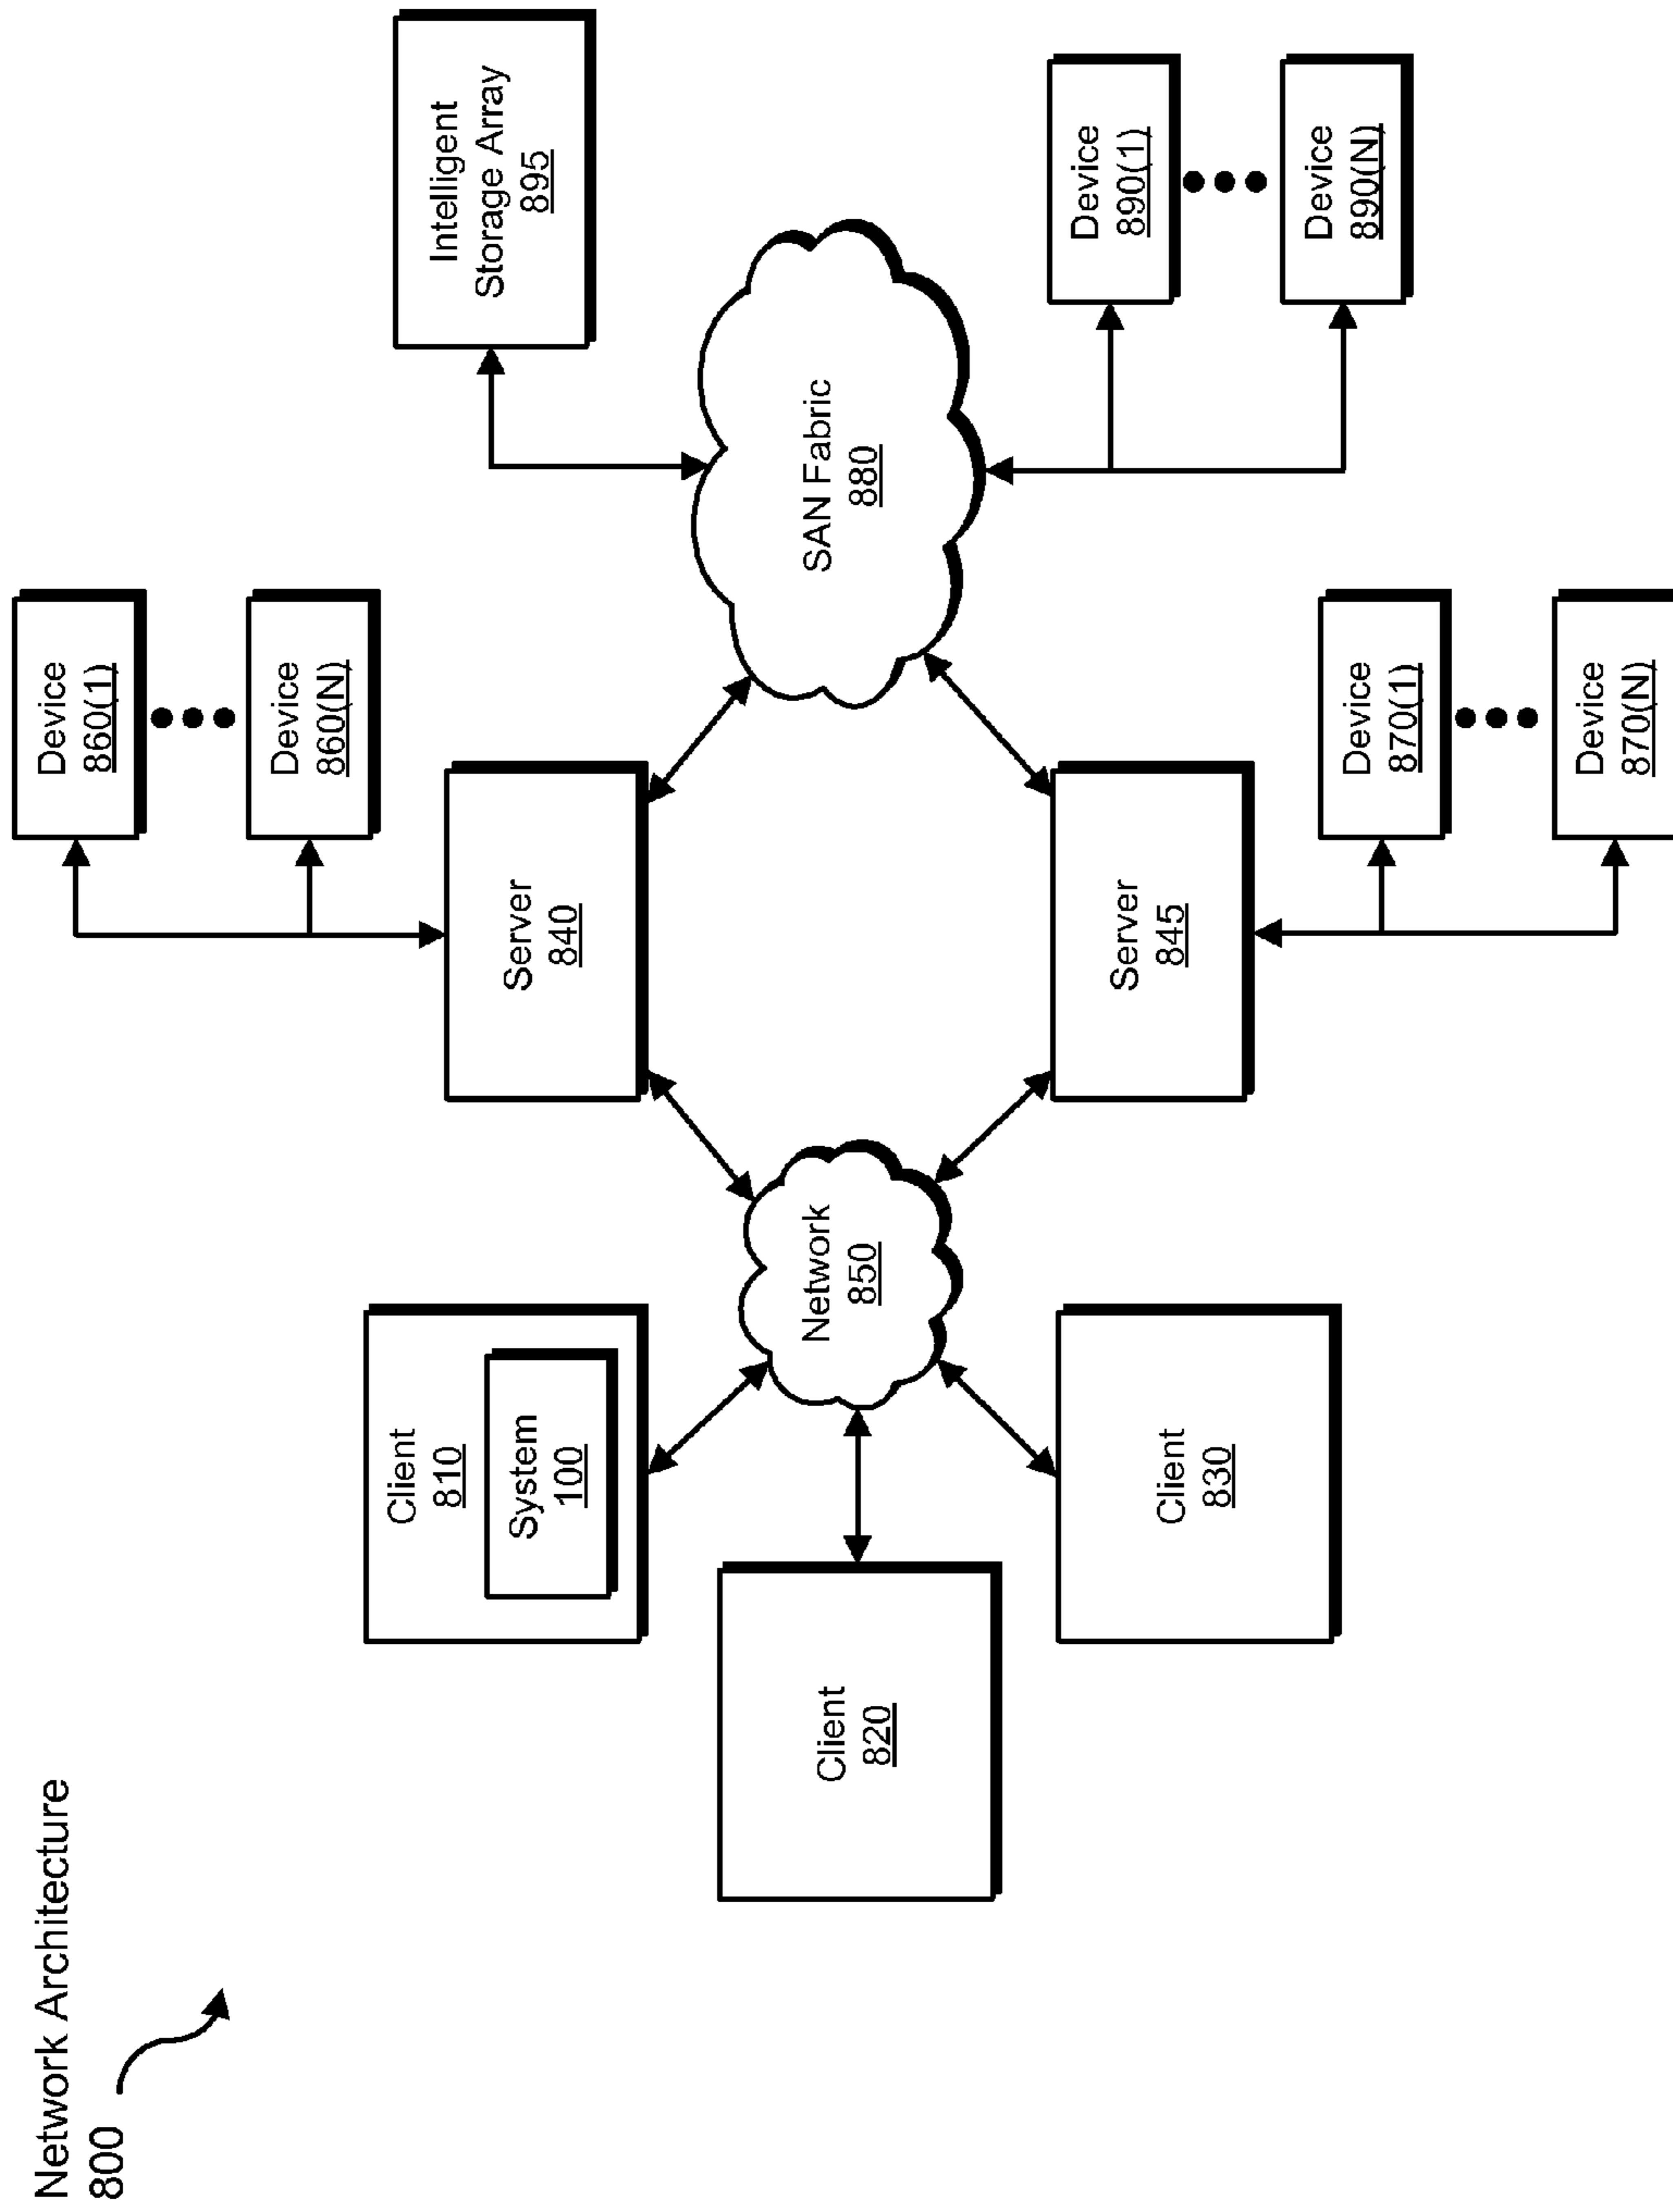 Network Architecture
800
Client
810
System
100
Client
820
Client
830
Network
850
Server
840
Server
845
Device
860(1)
Device
860(N)
Device
870(1)
Device
870(N)
SAN Fabric
880
Intelligent
Storage Array
895
Device
890(1)
Device
890(N)